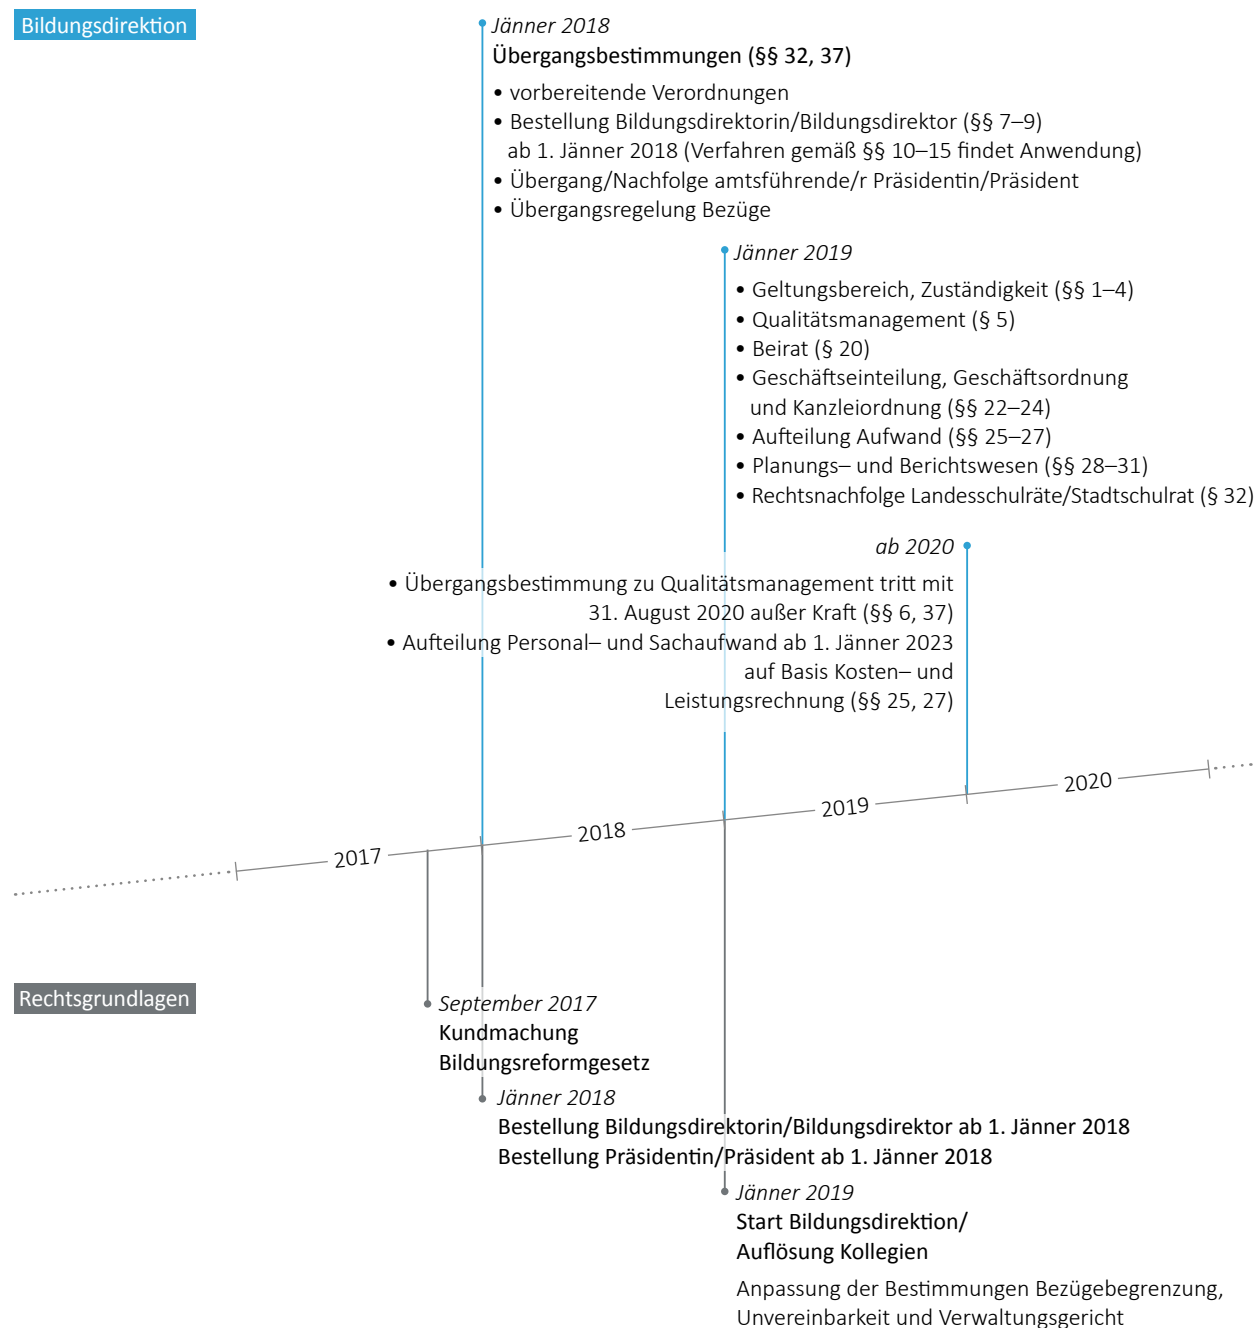 Bildungsdirektion
Jänner 2018
Übergangsbestimmungen (§§ 32, 37)
• vorbereitende Verordnungen
• Bestellung Bildungsdirektorin/Bildungsdirektor (§§ 7–9)
ab 1. Jänner 2018 (Verfahren gemäß §§ 10–15 findet Anwendung)
• Übergang/Nachfolge amtsführende/r Präsidentin/Präsident
• Übergangsregelung Bezüge
Jänner 2019
• Geltungsbereich, Zuständigkeit (§§ 1–4)
• Qualitätsmanagement (§ 5)
• Beirat (§ 20)
• Geschäftseinteilung, Geschäftsordnung
und Kanzleiordnung (§§ 22–24)
• Aufteilung Aufwand (§§ 25–27)
• Planungs– und Berichtswesen (§§ 28–31)
• Rechtsnachfolge Landesschulräte/Stadtschulrat (§ 32)
ab 2020
• Übergangsbestimmung zu Qualitätsmanagement tritt mit
31. August 2020 außer Kraft (§§ 6, 37)
• Aufteilung Personal– und Sachaufwand ab 1. Jänner 2023
auf Basis Kosten– und
Leistungsrechnung (§§ 25, 27)
2017
2018
2019
2020
Rechtsgrundlagen
September 2017
Kundmachung
Bildungsreformgesetz
Jänner 2018
Bestellung Bildungsdirektorin/Bildungsdirektor ab 1. Jänner 2018
Bestellung Präsidentin/Präsident ab 1. Jänner 2018
Jänner 2019
Start Bildungsdirektion/
Auflösung Kollegien
Anpassung der Bestimmungen Bezügebegrenzung,
Unvereinbarkeit und Verwaltungsgericht